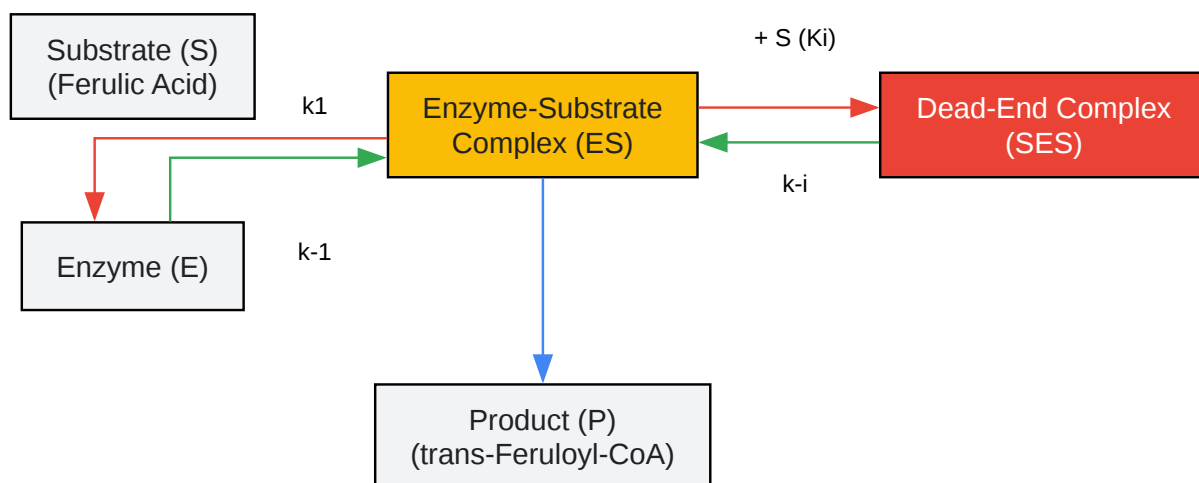 Substrate (S)
(Ferulic Acid)
+ S (Ki)
k1
Enzyme-Substrate
Complex (ES)
Dead-End Complex
(SES)
k-i
Enzyme (E)
k-1
Product (P)
(trans-Feruloyl-CoA)